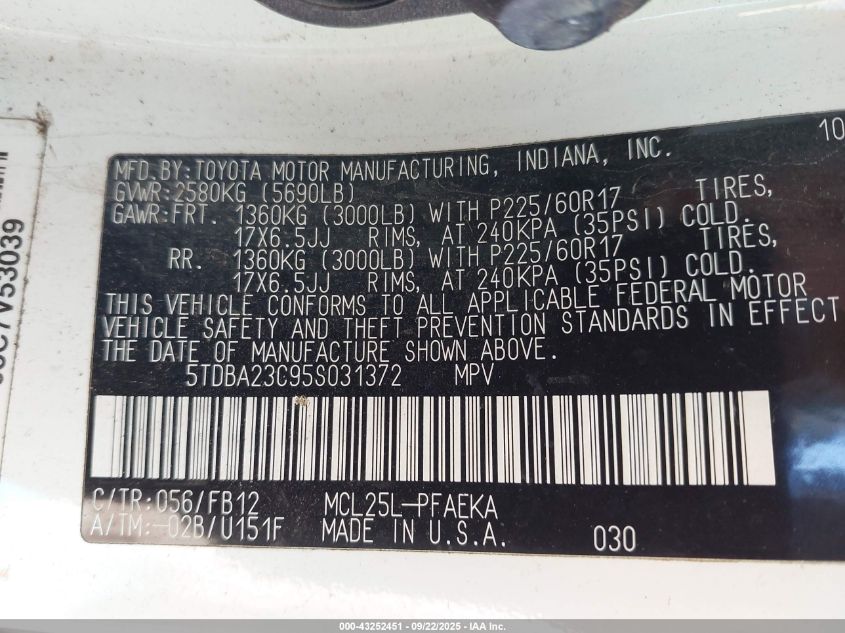 10
MFD.BY:TOYOTA MOTOR MANUFACTURING, INDIANA, INC.
GVWR:2580KG (5690LB)
GAWR:FRT. 1360KG (3000LB) WITH P225/60R17 TIRES,
17X6.5JJ RIMS, AT 240KPA (35PSI) COLD.
RR. 1360KG (3000LB) WITH P225/60R17 TIRES,
17X6.5JJ RIMS, AT 240KPA (35PSI) COLD.
THIS VEHICLE CONFORMS TO ALL APPLICABLE FEDERAL MOTOR
VEHICLE SAFETY AND THEFT PREVENTION STANDARDS IN EFFECT
THE DATE OF MANUFACTURE SHOWN ABOVE.
5TDBA23C95S031372 MPV
C/TR:056/FB12 MCL25L-PFAEKA
A/TM:-02B/U151F MADE IN U.S.A. 030
V53039
000-43252451 - 09/22/2025 - IAA Inc.